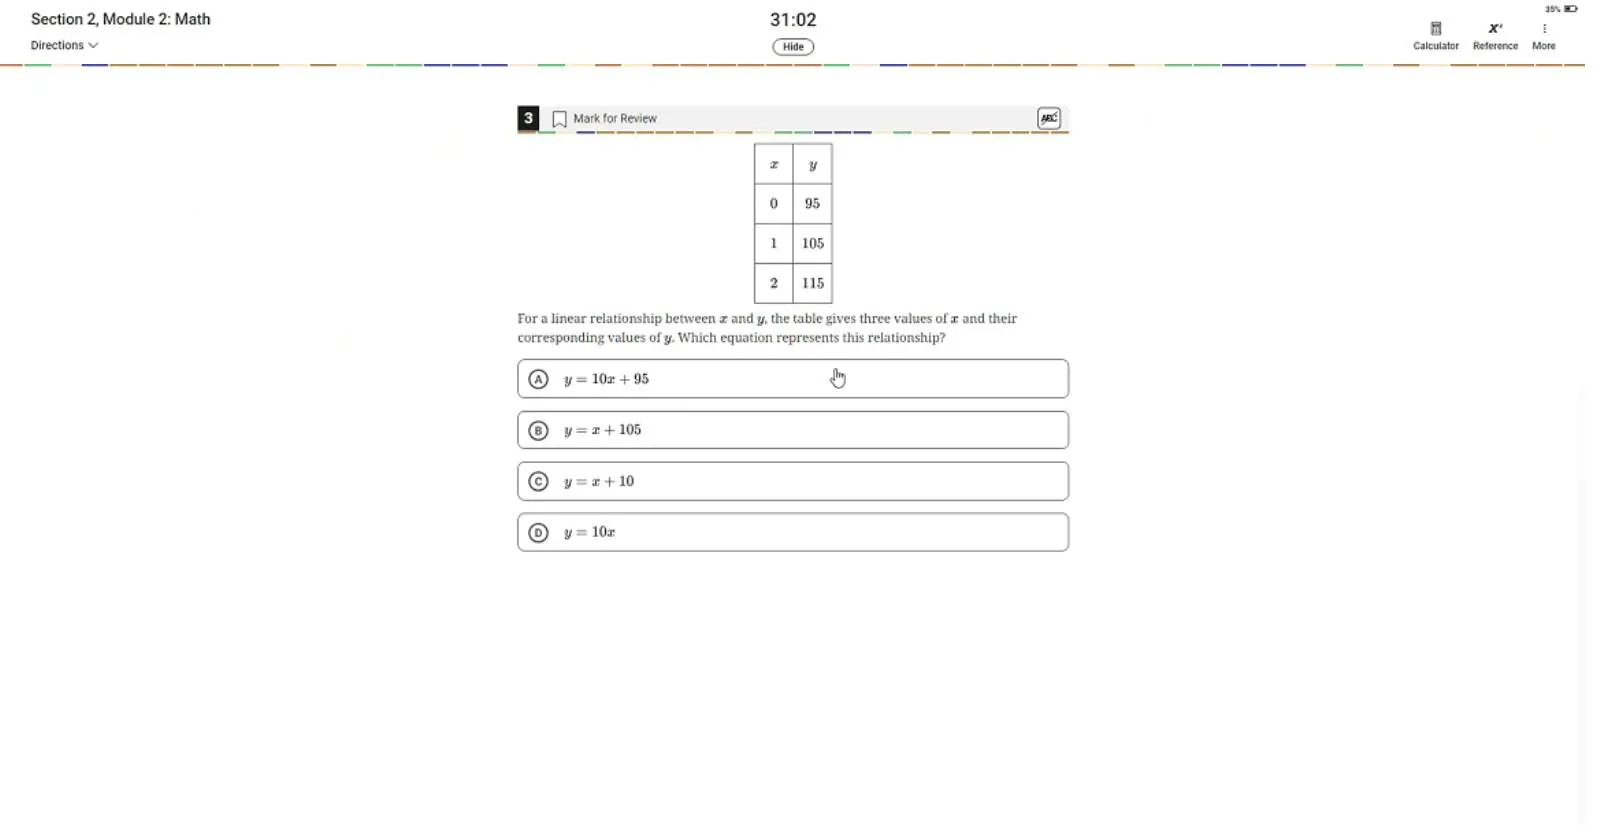 35%
Section 2, Module 2: Math
31:02
Directions
Hide
Calculator
Reference
More
3
Mark for Review
ABC
x y
0 95
1 105
2 115
For a linear relationship between x and y, the table gives three values of x and their
corresponding values of y. Which equation represents this relationship?
A y = 10x + 95
B y = x + 105
C y = x + 10
D y = 10x